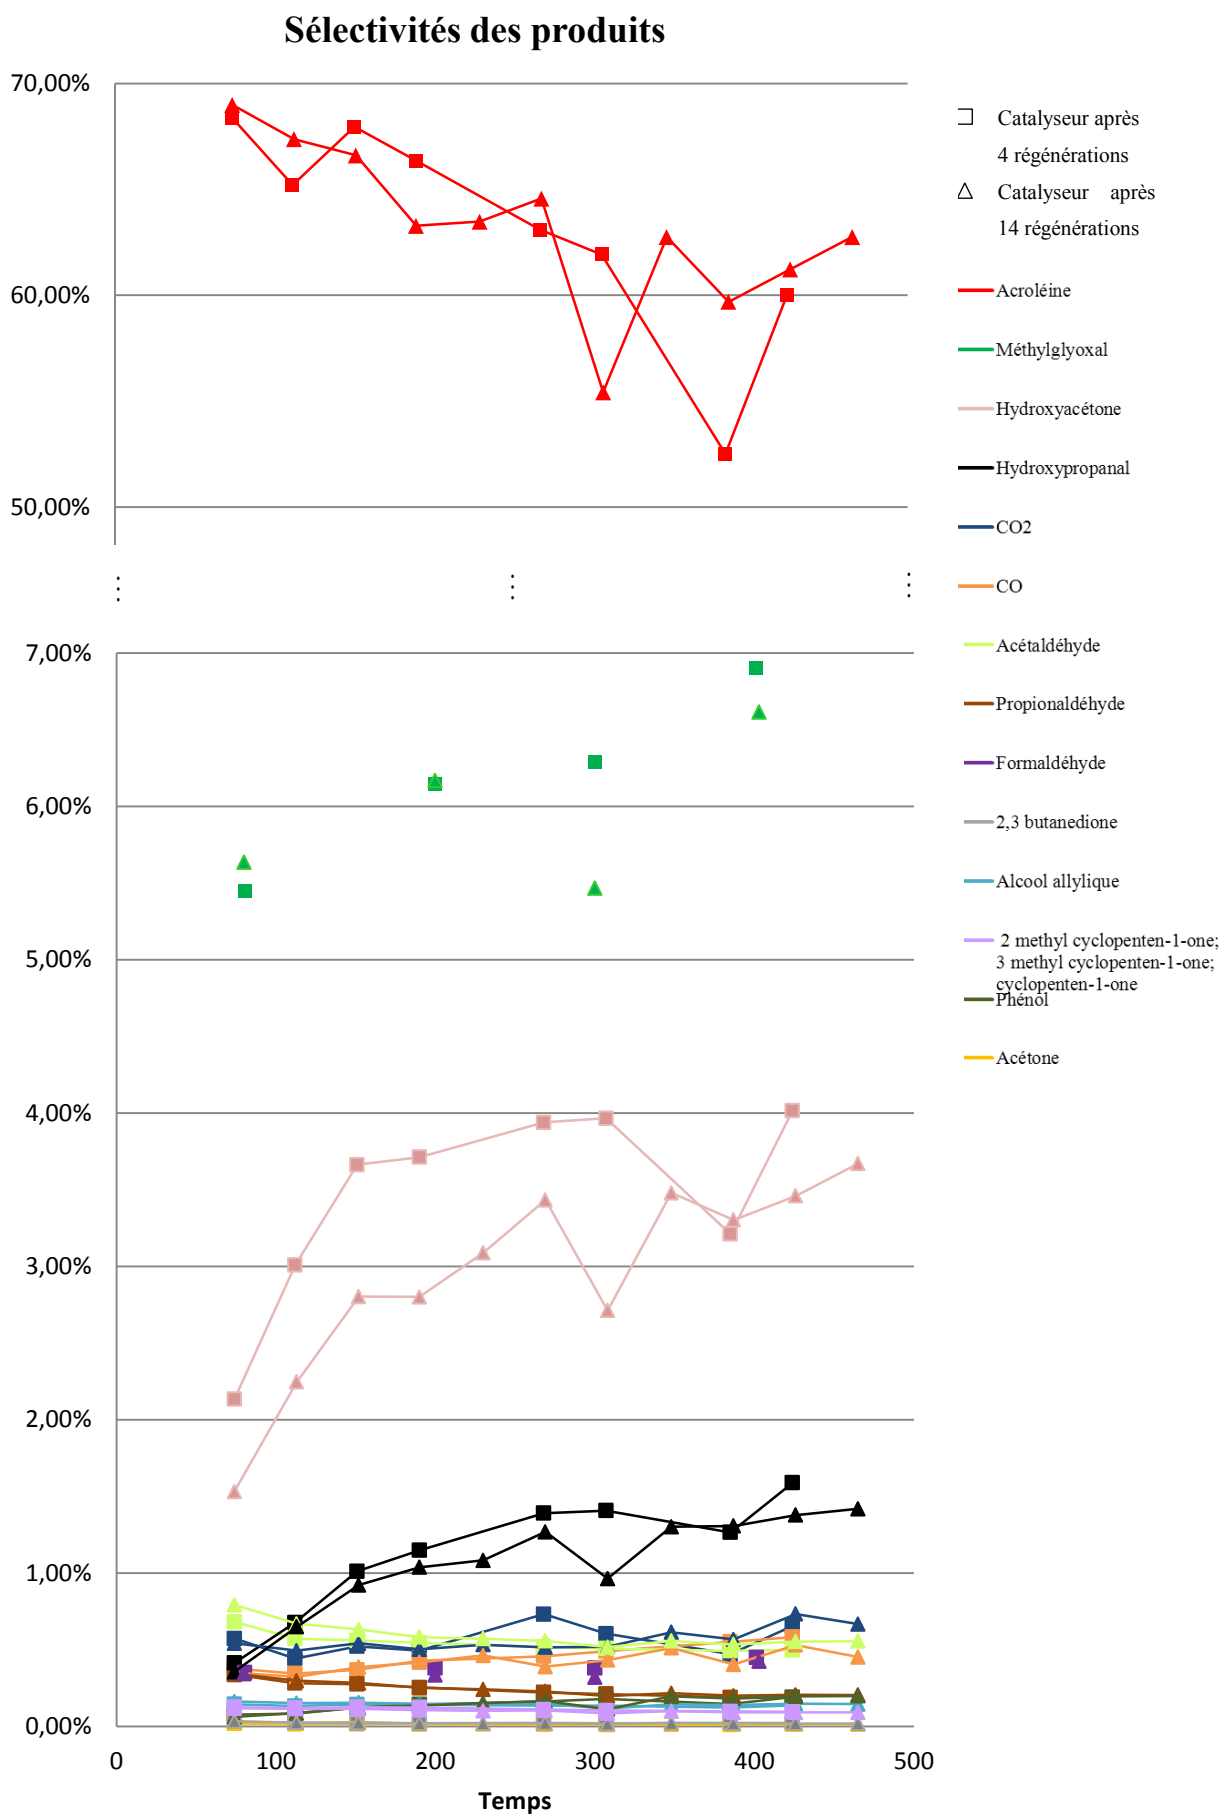 Sélectivités des produits
70,00%
60,00%
50,00%
7,00%
6,00%
5,00%
4,00%
3,00%
2,00%
1,00%
0,00%
0 100 200 300 400 500
Temps
Catalyseur après
4 régénérations
Catalyseur après
14 régénérations
Acroléine
Méthylglyoxal
Hydroxyacétone
Hydroxypropanal
CO2
CO
Acétaldéhyde
Propionaldéhyde
Formaldéhyde
2,3 butanedione
Alcool allylique
2 methyl cyclopenten-1-one;
3 methyl cyclopenten-1-one;
cyclopenten-1-one
Phénol
Acétone